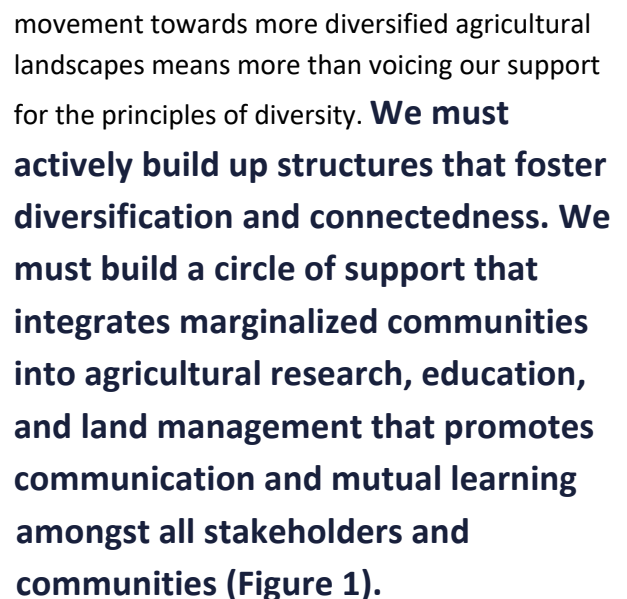 movement towards more diversified agricultural
landscapes means more than voicing our support
for the principles of diversity. We must
actively build up structures that foster
diversification and connectedness. We
must build a circle of support that
integrates marginalized communities
into agricultural research, education,
and land management that promotes
communication and mutual learning
amongst all stakeholders and
communities (Figure 1).